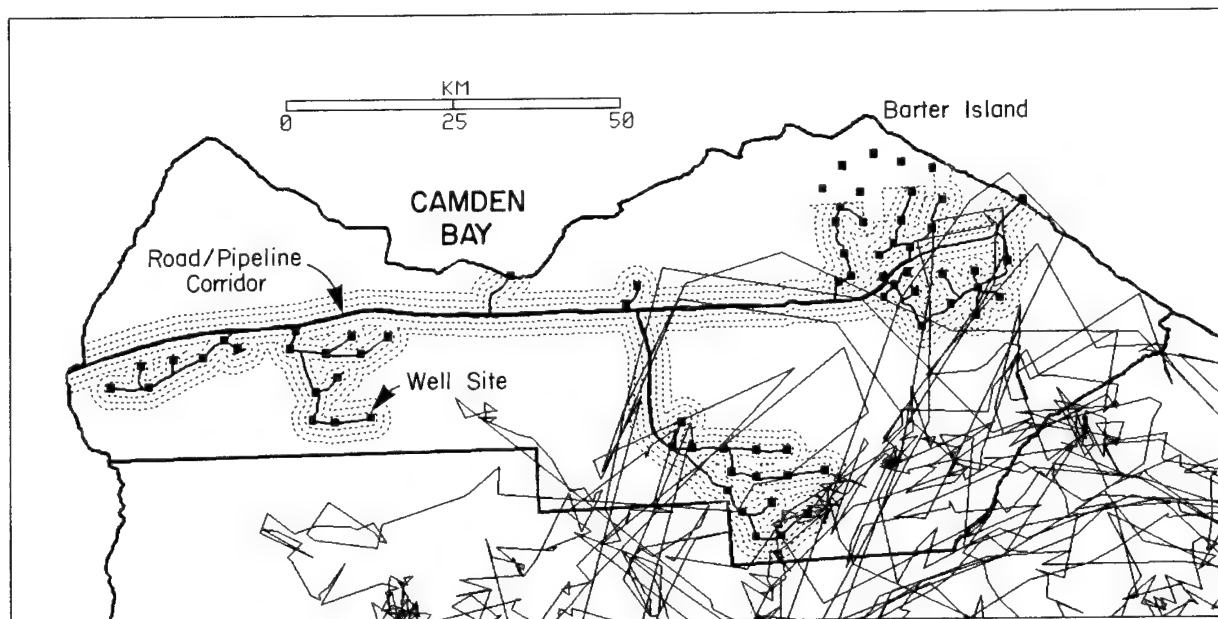 KM
0 25 50
Barter Island
CAMDEN
BAY
Road/Pipeline
Corridor
Well Site